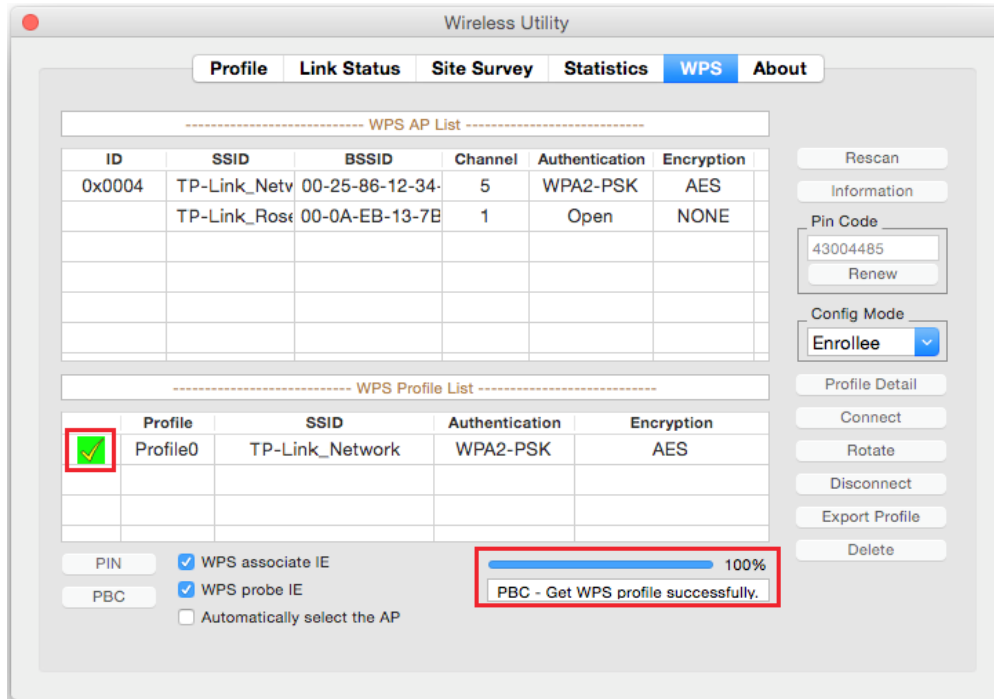 Wireless Utility
Profile Link Status Site Survey Statistics WPS About
---------------------------- WPS AP List ----------------------------
ID SSID BSSID Channel Authentication Encryption
0x0004 TP-Link_Netw 00-25-86-12-34- 5 WPA2-PSK AES
TP-Link_Rose 00-0A-EB-13-7B 1 Open NONE
Rescan
Information
Pin Code
43004485
Renew
Config Mode
Enrollee
---------------------------- WPS Profile List ----------------------------
Profile SSID Authentication Encryption
Profile0 TP-Link_Network WPA2-PSK AES
Profile Detail
Connect
Rotate
Disconnect
Export Profile
Delete
PIN
PBC
WPS associate IE
WPS probe IE
Automatically select the AP
100%
PBC - Get WPS profile successfully.